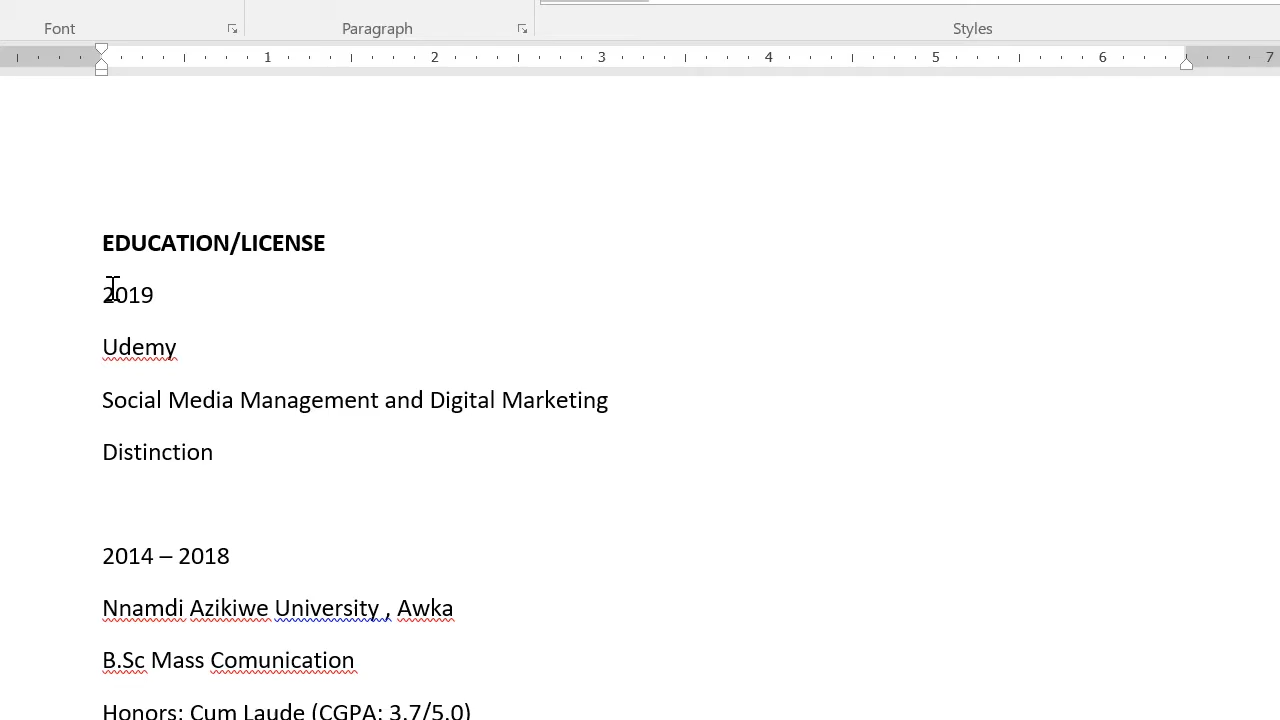 Font Paragraph Styles
1 2 3 4 5 6 7
EDUCATION/LICENSE
2019
Udemy
Social Media Management and Digital Marketing
Distinction
2014 – 2018
Nnamdi Azikiwe University , Awka
B.Sc Mass Comunication
Honors: Cum Laude (CGPA: 3.7/5.0)